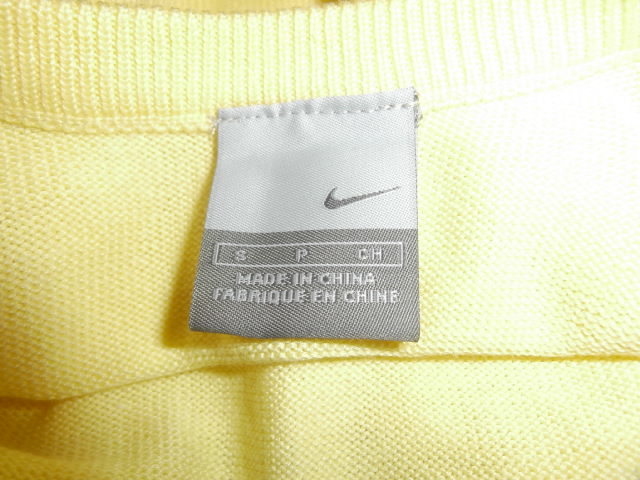 S P CH
MADE IN CHINA
FABRIQUE EN CHINE